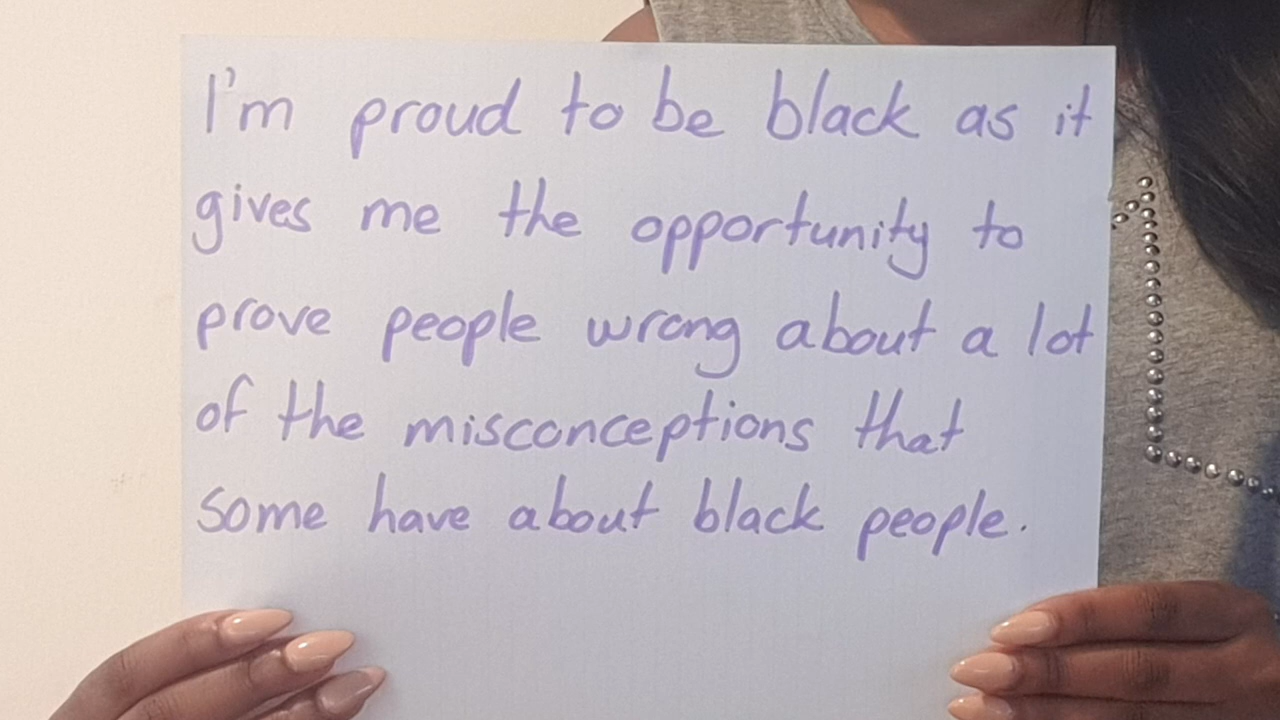 I'm proud to be black as it
gives me the opportunity to
prove people wrong about a lot
of the misconceptions that
some have about black people.